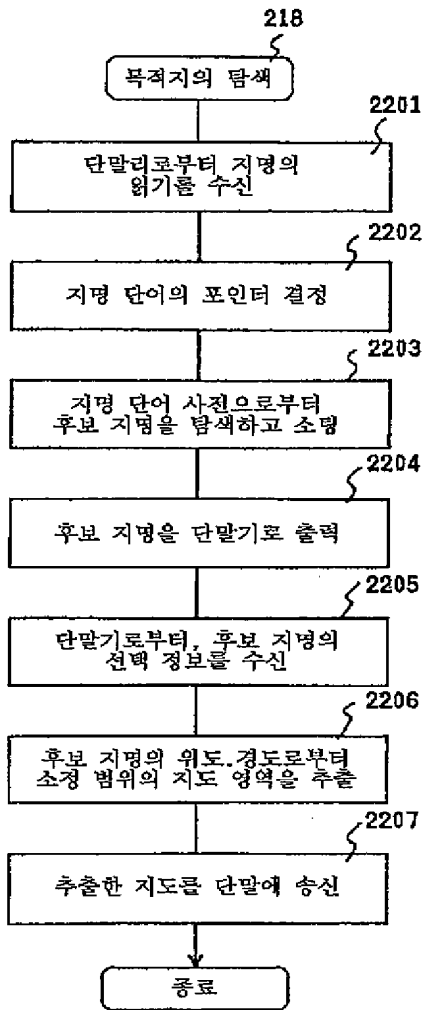 218
목적지의 탐색
2201
단말리로부터 지명의
읽기를 수신
2202
지명 단어의 포인터 결정
2203
지명 단어 사전으로부터
후보 지명을 탐색하고 소팅
2204
후보 지명을 단말기로 출력
2205
단말기로부터, 후보 지명의
선택 정보를 수신
2206
후보 지명의 위도.경도로부터
소정 범위의 지도 영역을 추출
2207
추출한 지도를 단말에 송신
종료